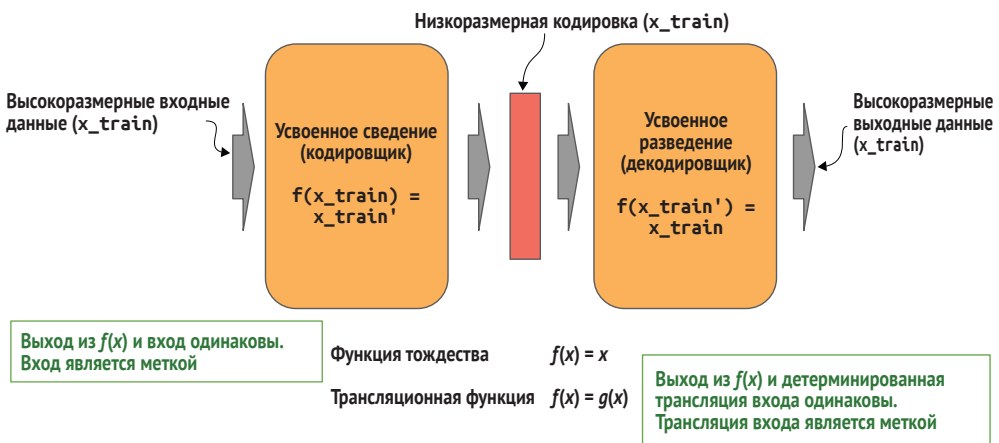 Низкоразмерная кодировка (x_train)
Высокоразмерные входные
данные (x_train)
Усвоенное сведение
(кодировщик)
f(x_train) =
x_train'
Усвоенное
разведение
(декодировщик)
f(x_train') =
x_train
Высокоразмерные
выходные данные
(x_train)
Выход из f(x) и вход одинаковы.
Вход является меткой
Функция тождества f(x) = x
Трансляционная функция f(x) = g(x)
Выход из f(x) и детерминированная
трансляция входа одинаковы.
Трансляция входа является меткой